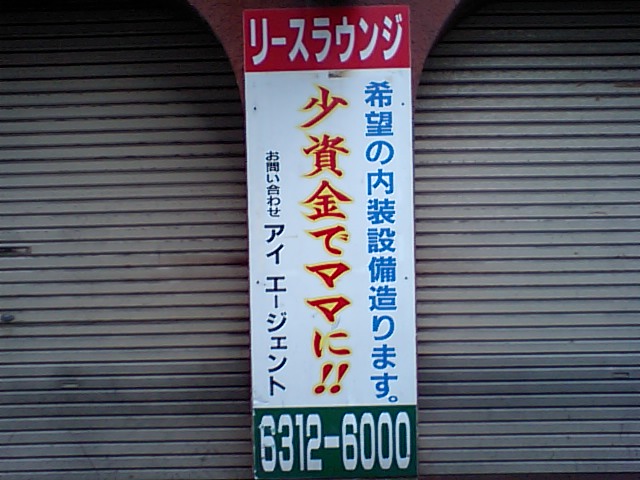 リースラウンジ
希望の内装設備造ります。
少資金でママに!!
お問い合わせ アイ エージェント
6312-6000